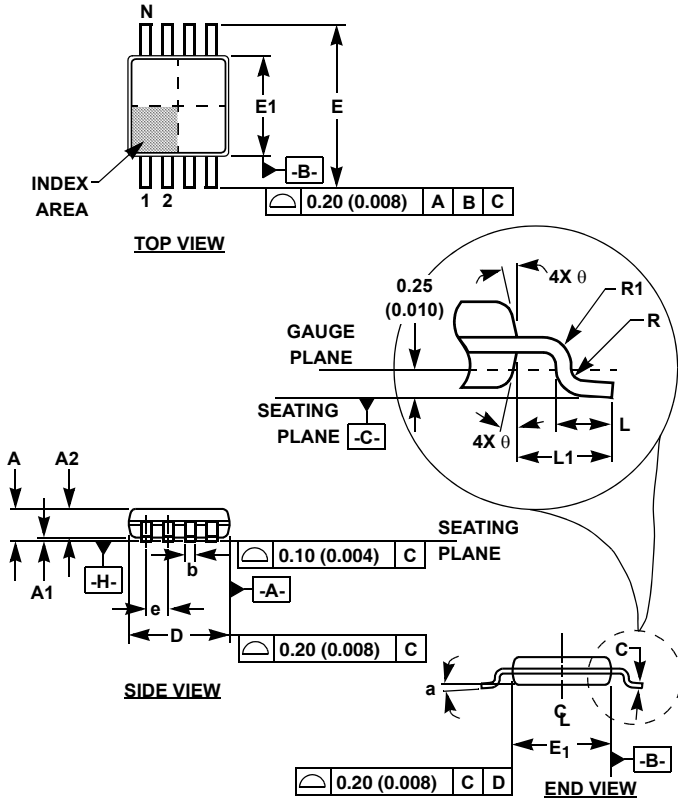 N
E1
E
-B-
INDEX
AREA
1 2
0.20 (0.008) A B C
TOP VIEW
0.25
(0.010)
4X θ
R1
R
GAUGE
PLANE
SEATING
PLANE -C-
4X θ
L
L1
A A2
SEATING
PLANE
A1
-H-
b
0.10 (0.004) C
-A-
e
D
0.20 (0.008) C
SIDE VIEW
C
a
CL
E1
-B-
0.20 (0.008) C D
END VIEW